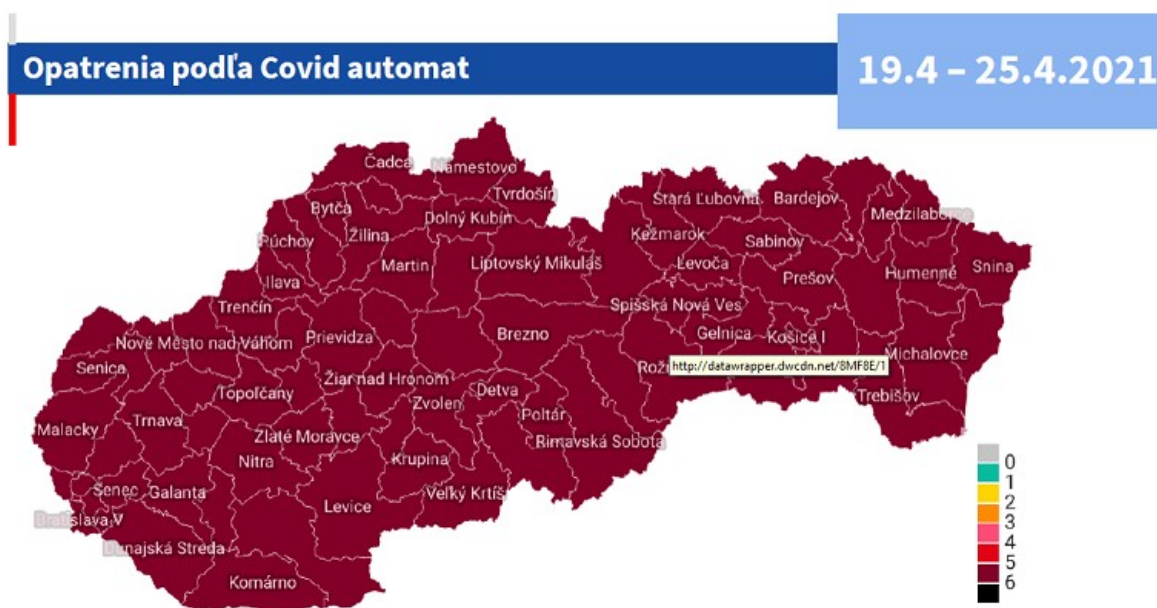 Opatrenia podľa Covid automat
19.4 – 25.4.2021
Čadca
Námestovo
Tvrdošín
Bytča
Dolný Kubín
Stará Ľubovňa
Bardejov
Medzilaborce
Púchov
Žilina
Kežmarok
Sabinov
Martin
Liptovský Mikuláš
Levoča
Prešov
Humenné
Snina
Ilava
Trenčín
Spišská Nová Ves
Nové Mesto nad Váhom
Prievidza
Brezno
Gelnica
Košice I
Michalovce
Senica
http://datawrapper.dwcdn.net/8MF8E/1
Žiar nad Hronom
Topoľčany
Detva
Trebišov
Zvolen
Poltár
Malacky
Trnava
Zlaté Moravce
Rimavská Sobota
Nitra
Krupina
Senec
Galanta
Veľký Krtíš
Levice
Bratislava V
Dunajská Streda
Komárno
0
1
2
3
4
5
6